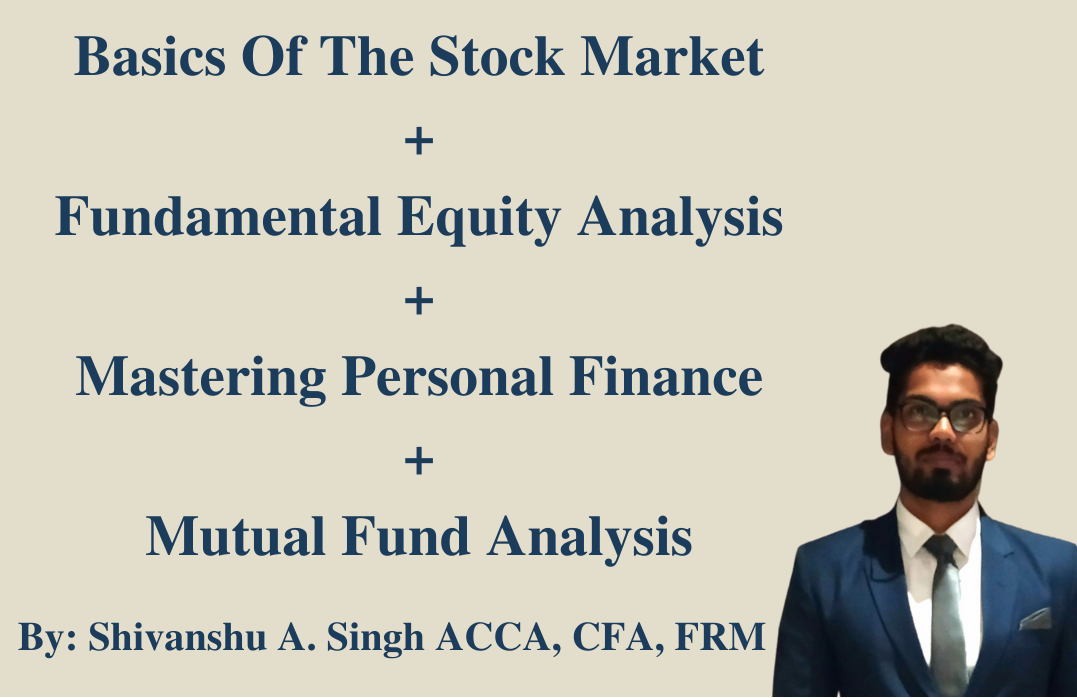 Basics Of The Stock Market
+
Fundamental Equity Analysis
+
Mastering Personal Finance
+
Mutual Fund Analysis
By: Shivanshu A. Singh ACCA, CFA, FRM